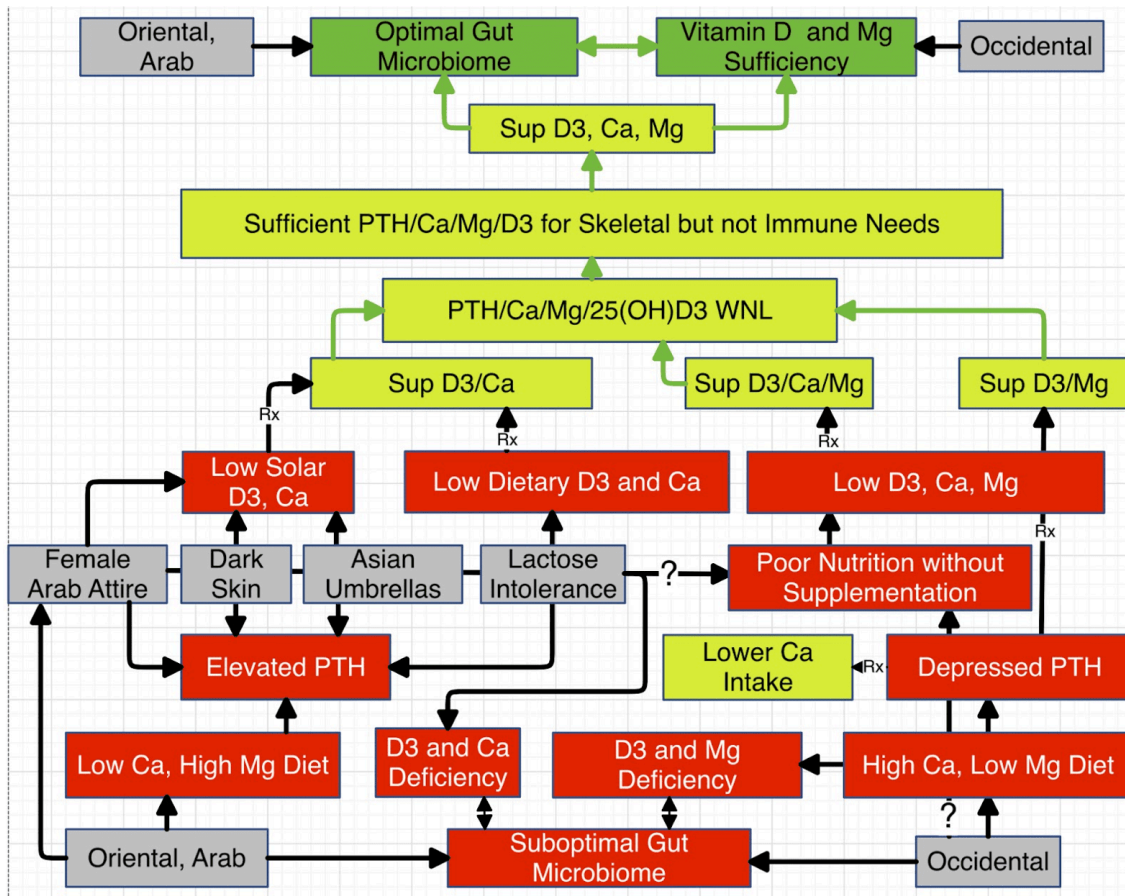 Oriental,
Arab
Optimal Gut
Microbiome
Vitamin D and Mg
Sufficiency
Occidental
Sup D3, Ca, Mg
Sufficient PTH/Ca/Mg/D3 for Skeletal but not Immune Needs
PTH/Ca/Mg/25(OH)D3 WNL
Sup D3/Ca
Sup D3/Ca/Mg
Sup D3/Mg
Rx
Rx
Rx
Low Solar
D3, Ca
Low Dietary D3 and Ca
Low D3, Ca, Mg
Rx
Female
Arab Attire
Dark
Skin
Asian
Umbrellas
Lactose
Intolerance
?
Poor Nutrition without
Supplementation
Elevated PTH
Lower Ca
Intake
Rx
Depressed PTH
Low Ca, High Mg Diet
D3 and Ca
Deficiency
D3 and Mg
Deficiency
High Ca, Low Mg Diet
?
Oriental, Arab
Suboptimal Gut
Microbiome
Occidental